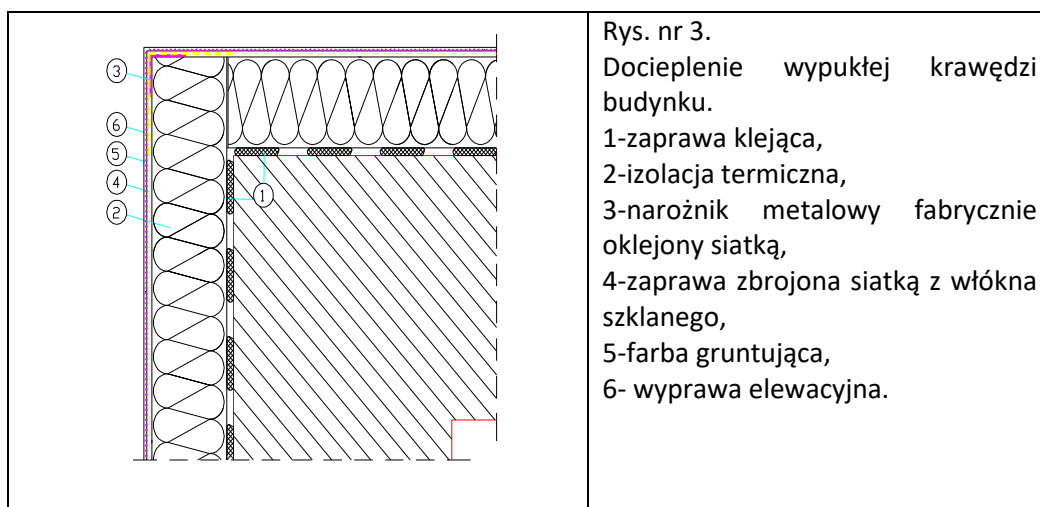 3
6
5
4
2
1
Rys. nr 3.
Docieplenie wypukłej krawędzi
budynku.
1-zaprawa klejąca,
2-izolacja termiczna,
3-narożnik metalowy fabrycznie
oklejony siatką,
4-zaprawa zbrojona siatką z włókna
szklanego,
5-farba gruntująca,
6- wyprawa elewacyjna.